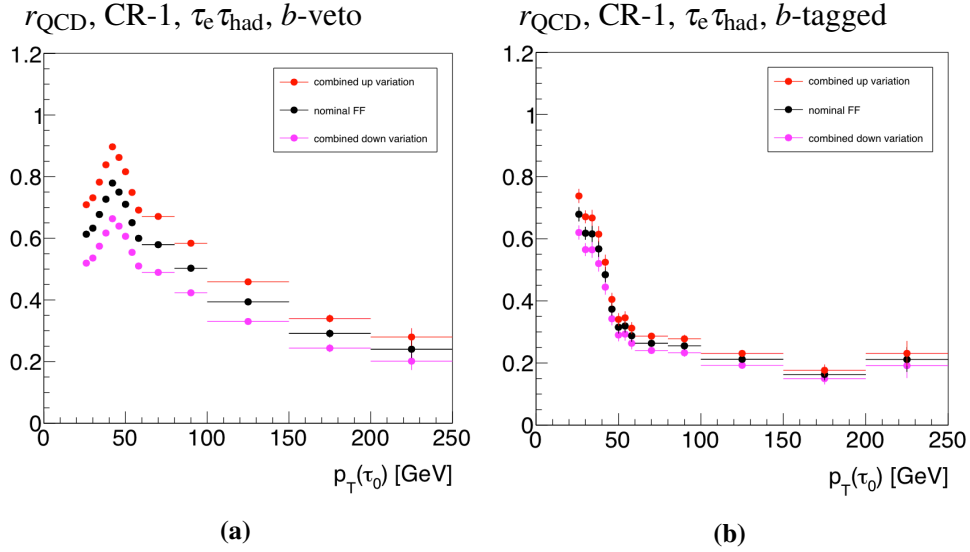 r_QCD, CR-1, τ_e τ_had, b-veto
1.2
1
0.8
0.6
0.4
0.2
0
combined up variation
nominal FF
combined down variation
0 50 100 150 200 250
p_T(τ_0) [GeV]
(a)
r_QCD, CR-1, τ_e τ_had, b-tagged
1.2
1
0.8
0.6
0.4
0.2
0
combined up variation
nominal FF
combined down variation
0 50 100 150 200 250
p_T(τ_0) [GeV]
(b)